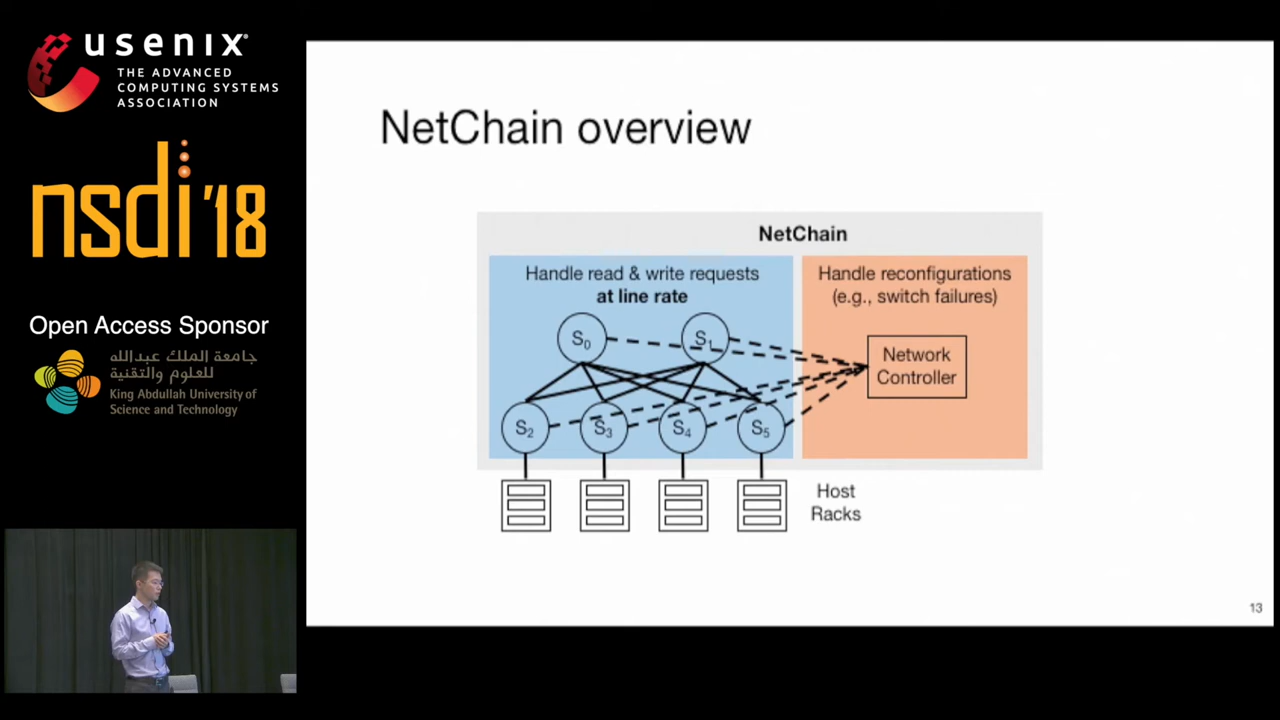 usenix®
THE ADVANCED
COMPUTING SYSTEMS
ASSOCIATION
nsdi '18
Open Access Sponsor
جامعة الملك عبدالله
للعلوم والتقنية
King Abdullah University of
Science and Technology
NetChain overview
NetChain
Handle read & write requests
at line rate
Handle reconfigurations
(e.g., switch failures)
S0
S1
Network
Controller
S2
S3
S4
S5
Host
Racks
13